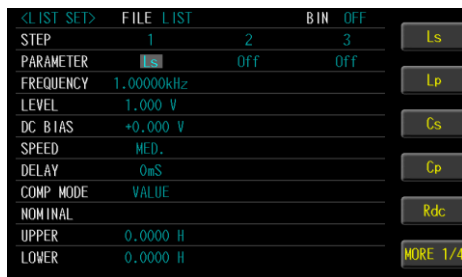 <LIST SET> FILE LIST BIN OFF
STEP 1 2 3
PARAMETER Ls Off Off
FREQUENCY 1.00000kHz
LEVEL 1.000 V
DC BIAS +0.000 V
SPEED MED.
DELAY 0mS
COMP MODE VALUE
NOMINAL
UPPER 0.0000 H
LOWER 0.0000 H
Ls
Lp
Cs
Cp
Rdc
MORE 1/4